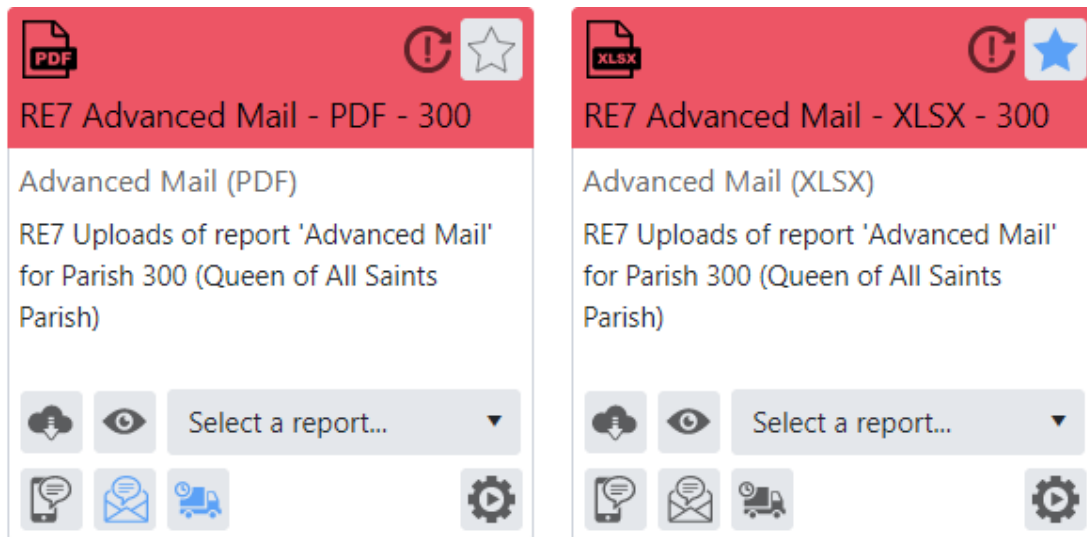 PDF
RE7 Advanced Mail - PDF - 300
Advanced Mail (PDF)
RE7 Uploads of report 'Advanced Mail'
for Parish 300 (Queen of All Saints
Parish)
Select a report...
XLSX
RE7 Advanced Mail - XLSX - 300
Advanced Mail (XLSX)
RE7 Uploads of report 'Advanced Mail'
for Parish 300 (Queen of All Saints
Parish)
Select a report...